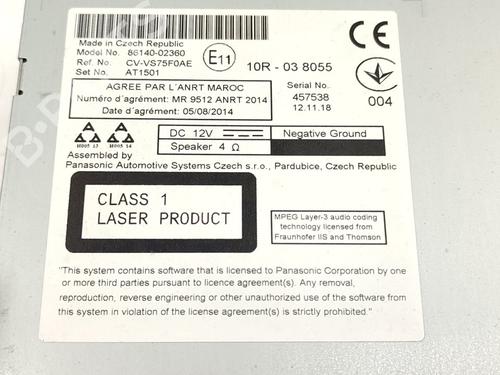 Made in Czech Republic
Model No. 86140-02360
Ref. No. CV-VS75F0AE
Set No. AT1501
E11
10R - 03 8055
CE
AGREE PAR L'ANRT MAROC
Numéro d´agrément: MR 9512 ANRT 2014
Date d´agrément: 05/08/2014
Serial No.
457538
12.11.18
004
DC 12V
Negative Ground
Speaker 4 Ω
H005 13
H005 14
Assembled by
Panasonic Automotive Systems Czech s.r.o., Pardubice, Czech Republic
CLASS 1
LASER PRODUCT
MPEG Layer-3 audio coding
technology licensed from
Fraunhofer IIS and Thomson
"This system contains software that is licensed to Panasonic Corporation by one
or more third parties pursuant to licence agreement(s). Any removal,
reproduction, reverse engineering or other unauthorized use of the software from
this system in violation of the license agreement(s) is strictly prohibited."